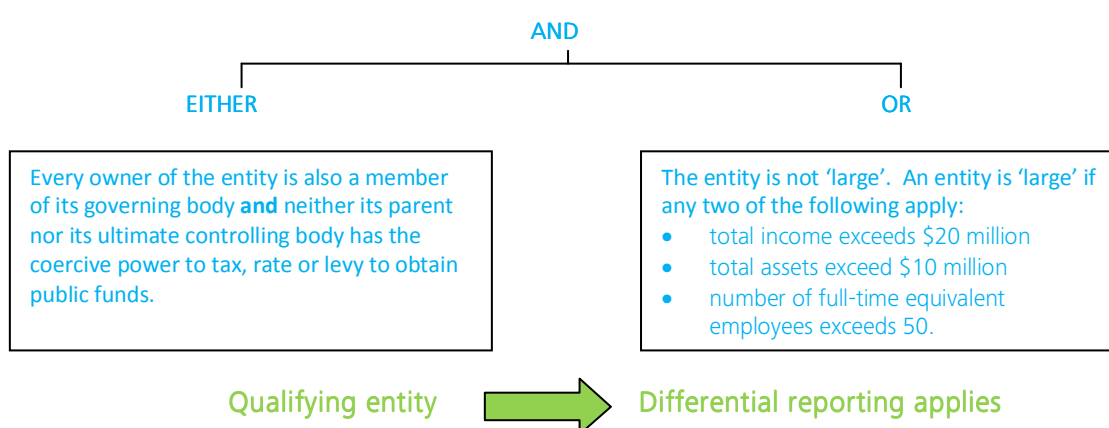 AND
EITHER
OR
Every owner of the entity is also a member
of its governing body and neither its parent
nor its ultimate controlling body has the
coercive power to tax, rate or levy to obtain
public funds.
The entity is not ‘large’. An entity is ‘large’ if
any two of the following apply:
• total income exceeds $20 million
• total assets exceed $10 million
• number of full-time equivalent
employees exceeds 50.
Qualifying entity
Differential reporting applies